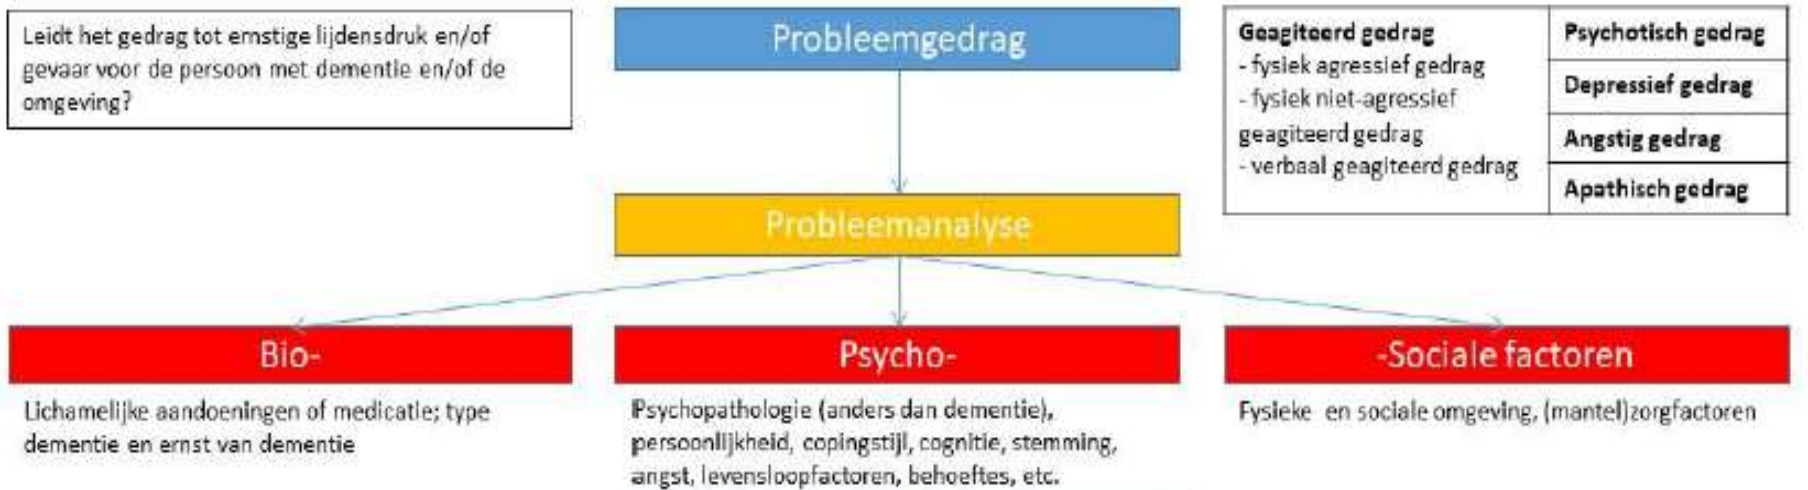 Leidt het gedrag tot ernstige lijdensdruk en/of
gevaar voor de persoon met dementie en/of de
omgeving?
Probleemgedrag
Geagiteerd gedrag
- fysiek agressief gedrag
- fysiek niet-agressief
geagiteerd gedrag
- verbaal geagiteerd gedrag
Psychotisch gedrag
Depressief gedrag
Angstig gedrag
Apathisch gedrag
Probleemanalyse
Bio-
Lichamelijke aandoeningen of medicatie; type
dementie en ernst van dementie
Psycho-
Psychopathologie (anders dan dementie),
persoonlijkheid, copingstijl, cognitie, stemming,
angst, levensloopfactoren, behoeftes, etc.
-Sociale factoren
Fysieke en sociale omgeving, (mantel)zorgfactoren